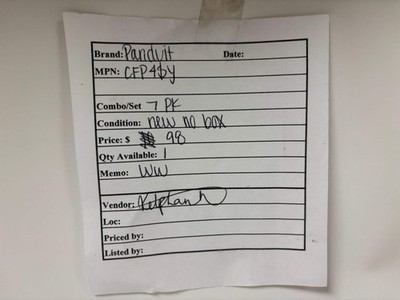 Brand: Panduit Date:
MPN: CFP4SY
Combo/Set 7 PK
Condition: new no box
Price: $ 98
Qty Available: 1
Memo: WW
Vendor:
Loc:
Priced by:
Listed by: